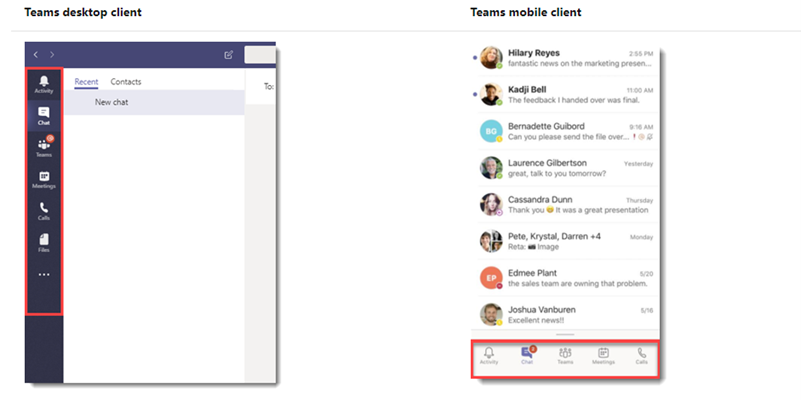 Teams desktop client
Activity
Chat
Teams
Meetings
Calls
Files
Recent Contacts
New chat
To:
Teams mobile client
Hilary Reyes 2:55 PM
fantastic news on the marketing presen...
Kadji Bell 11:00 AM
The feedback I handed over was final.
BG
Bernadette Guibord 9:16 AM
Can you please send the file over...
Laurence Gilbertson Yesterday
great, talk to you tomorrow?
Cassandra Dunn Thursday
Thank you 😊 It was a great presentation
Pete, Krystal, Darren +4 Monday
Reta: 📷 Image
EP
Edmee Plant 5/20
the sales team are owning that problem.
Joshua Vanburen 5/16
Excellent news!!
Activity Chat Teams Meetings Calls